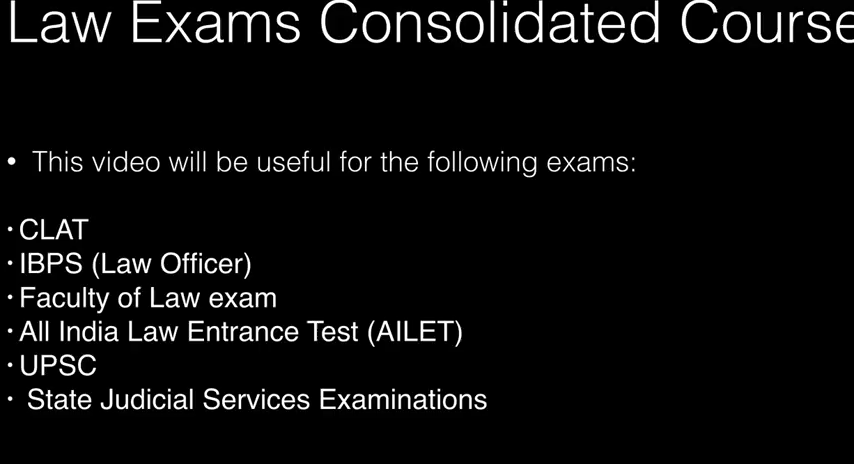 Law Exams Consolidated Course
• This video will be useful for the following exams:
• CLAT
• IBPS (Law Officer)
• Faculty of Law exam
• All India Law Entrance Test (AILET)
• UPSC
• State Judicial Services Examinations